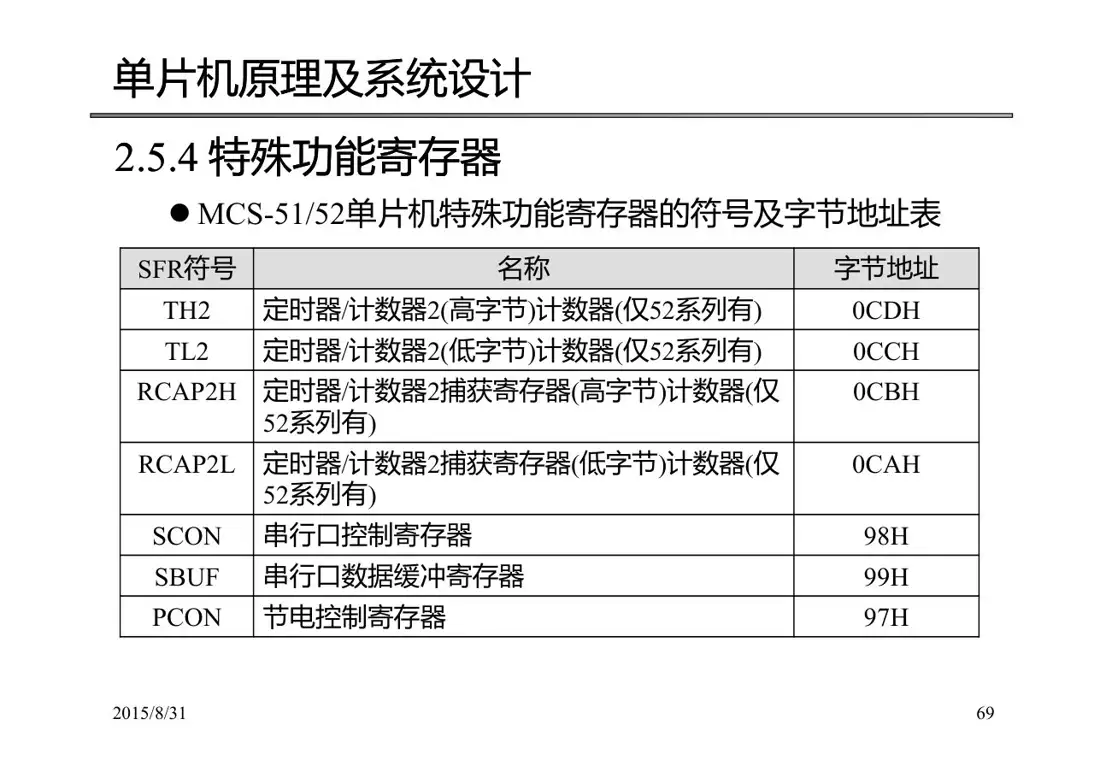 单片机原理及系统设计
2.5.4 特殊功能寄存器
● MCS-51/52单片机特殊功能寄存器的符号及字节地址表
SFR符号 名称 字节地址
TH2 定时器/计数器2(高字节)计数器(仅52系列有) 0CDH
TL2 定时器/计数器2(低字节)计数器(仅52系列有) 0CCH
RCAP2H 定时器/计数器2捕获寄存器(高字节)计数器(仅 0CBH
52系列有)
RCAP2L 定时器/计数器2捕获寄存器(低字节)计数器(仅 0CAH
52系列有)
SCON 串行口控制寄存器 98H
SBUF 串行口数据缓冲寄存器 99H
PCON 节电控制寄存器 97H
2015/8/31 69